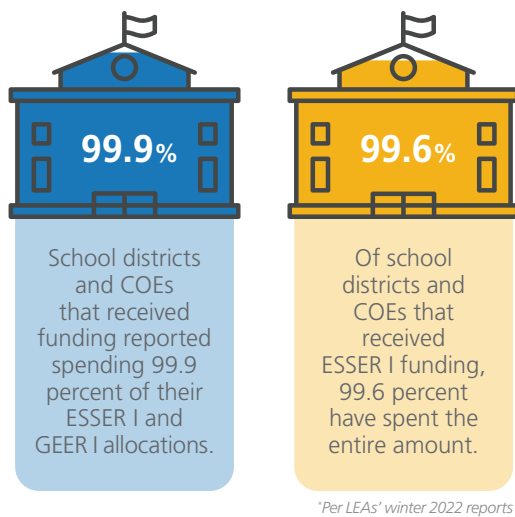 99.9%
School districts
and COEs
that received
funding reported
spending 99.9
percent of their
ESSER I and
GEER I allocations.
99.6%
Of school
districts and
COEs that
received
ESSER I funding,
99.6 percent
have spent the
entire amount.
*Per LEAs’ winter 2022 reports